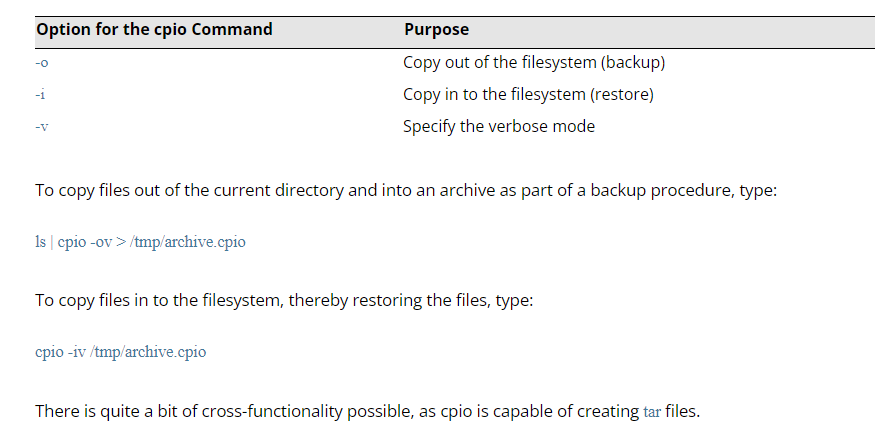 Option for the cpio Command Purpose
-o Copy out of the filesystem (backup)
-i Copy in to the filesystem (restore)
-v Specify the verbose mode
To copy files out of the current directory and into an archive as part of a backup procedure, type:
ls | cpio -ov > /tmp/archive.cpio
To copy files in to the filesystem, thereby restoring the files, type:
cpio -iv /tmp/archive.cpio
There is quite a bit of cross-functionality possible, as cpio is capable of creating tar files.